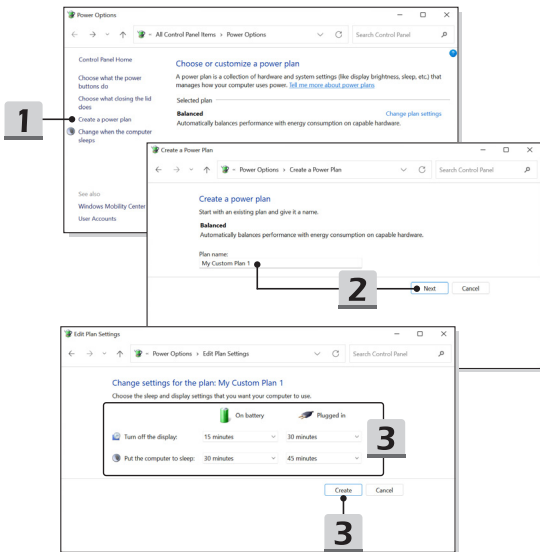 Power Options
All Control Panel Items › Power Options
Search Control Panel
Control Panel Home
Choose what the power
buttons do
Choose what closing the lid
does
Create a power plan
Change when the computer
sleeps
See also
Windows Mobility Center
User Accounts
Choose or customize a power plan
A power plan is a collection of hardware and system settings (like display brightness, sleep, etc.) that
manages how your computer uses power. Tell me more about power plans.
Selected plan
Balanced
Change plan settings
Automatically balances performance with energy consumption on capable hardware.
1
Create a Power Plan
Power Options › Create a Power Plan
Search Control Panel
Create a power plan
Start with an existing plan and give it a name.
Balanced
Automatically balances performance with energy consumption on capable hardware.
Plan name:
My Custom Plan 1
2
Next
Cancel
Edit Plan Settings
Power Options › Edit Plan Settings
Search Control Panel
Change settings for the plan: My Custom Plan 1
Choose the sleep and display settings that you want your computer to use.
On battery
Plugged in
Turn off the display:
15 minutes
30 minutes
Put the computer to sleep:
30 minutes
45 minutes
3
Create
Cancel
3